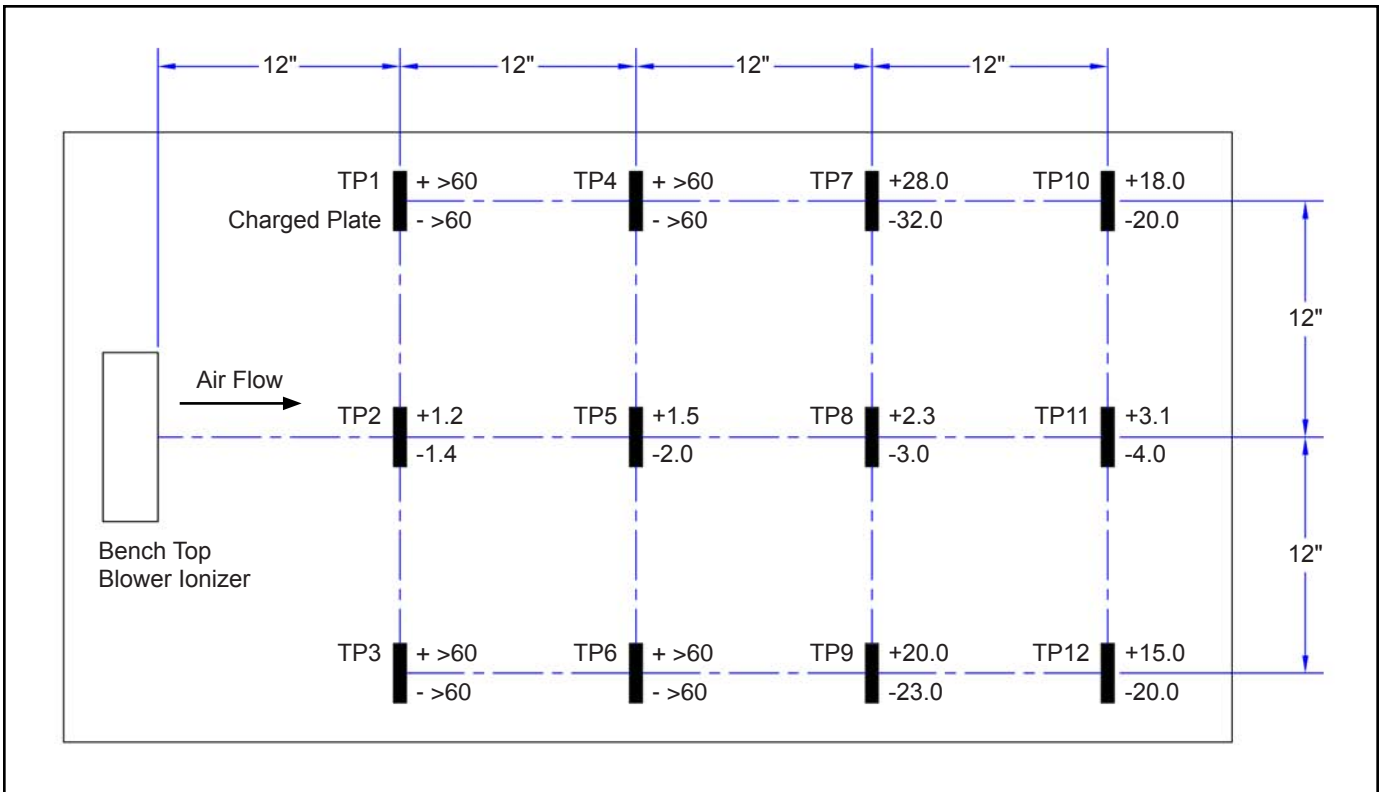 12" 12" 12" 12"
TP1 + >60 TP4 + >60 TP7 +28.0 TP10 +18.0
Charged Plate - >60 - >60 -32.0 -20.0
12"
Air Flow
TP2 +1.2 TP5 +1.5 TP8 +2.3 TP11 +3.1
-1.4 -2.0 -3.0 -4.0
Bench Top
Blower Ionizer
12"
TP3 + >60 TP6 + >60 TP9 +20.0 TP12 +15.0
- >60 - >60 -23.0 -20.0